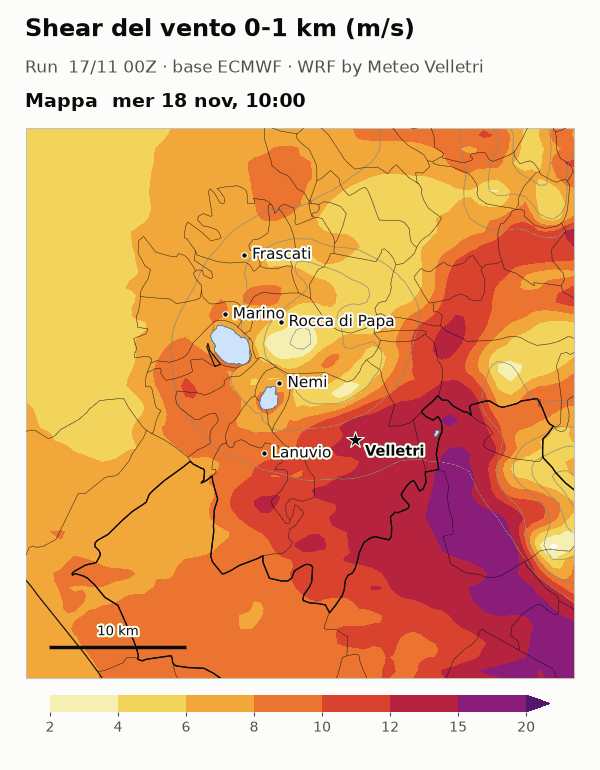 Shear del vento 0-1 km (m/s)
Run  17/11 00Z · base ECMWF · WRF by Meteo Velletri
Mappa  mer 18 nov, 10:00
Frascati
Marino
Rocca di Papa
Nemi
Velletri
Lanuvio
10 km
2 4 6 8 10 12 15 20